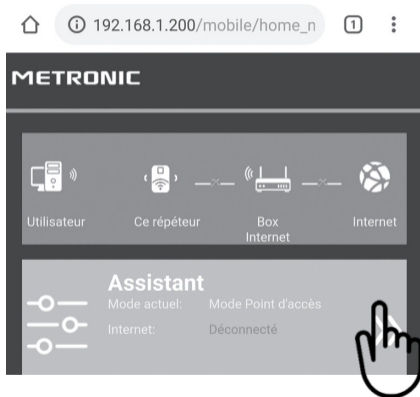 192.168.1.200/mobile/home_n
1
METRONIC
Utilisateur
Ce répéteur
Box
Internet
Internet
Assistant
Mode actuel: Mode Point d'accès
Internet: Déconnecté